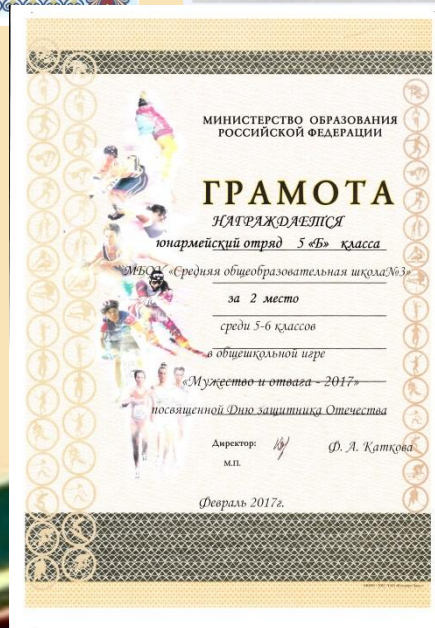 МИНИСТЕРСТВО ОБРАЗОВАНИЯ
РОССИЙСКОЙ ФЕДЕРАЦИИ
ГРАМОТА
НАГРАЖДАЕТСЯ
юнармейский отряд 5 «Б» класса
МБОУ «Средняя общеобразовательная школа№3»
за 2 место
среди 5-6 классов
в общешкольной игре
«Мужество и отвага - 2017»
посвященной Дню защитника Отечества
Директор: Ф. А. Каткова
М.П.
Февраль 2017г.